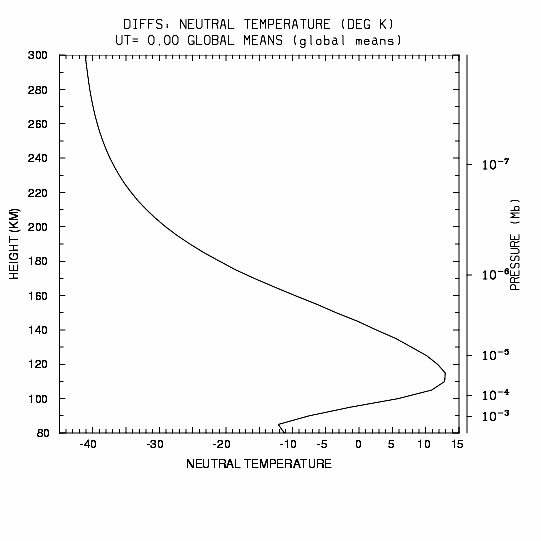 DIFFS: NEUTRAL TEMPERATURE (DEG K)
UT= 0.00 GLOBAL MEANS (global means)
300
280
260
240
220
200
180
160
140
120
100
80
HEIGHT (KM)
-40 -30 -20 -10 -5 0 5 10 15
NEUTRAL TEMPERATURE
10⁻⁷
10⁻⁶
10⁻⁵
10⁻⁴
10⁻³
PRESSURE (Mb)